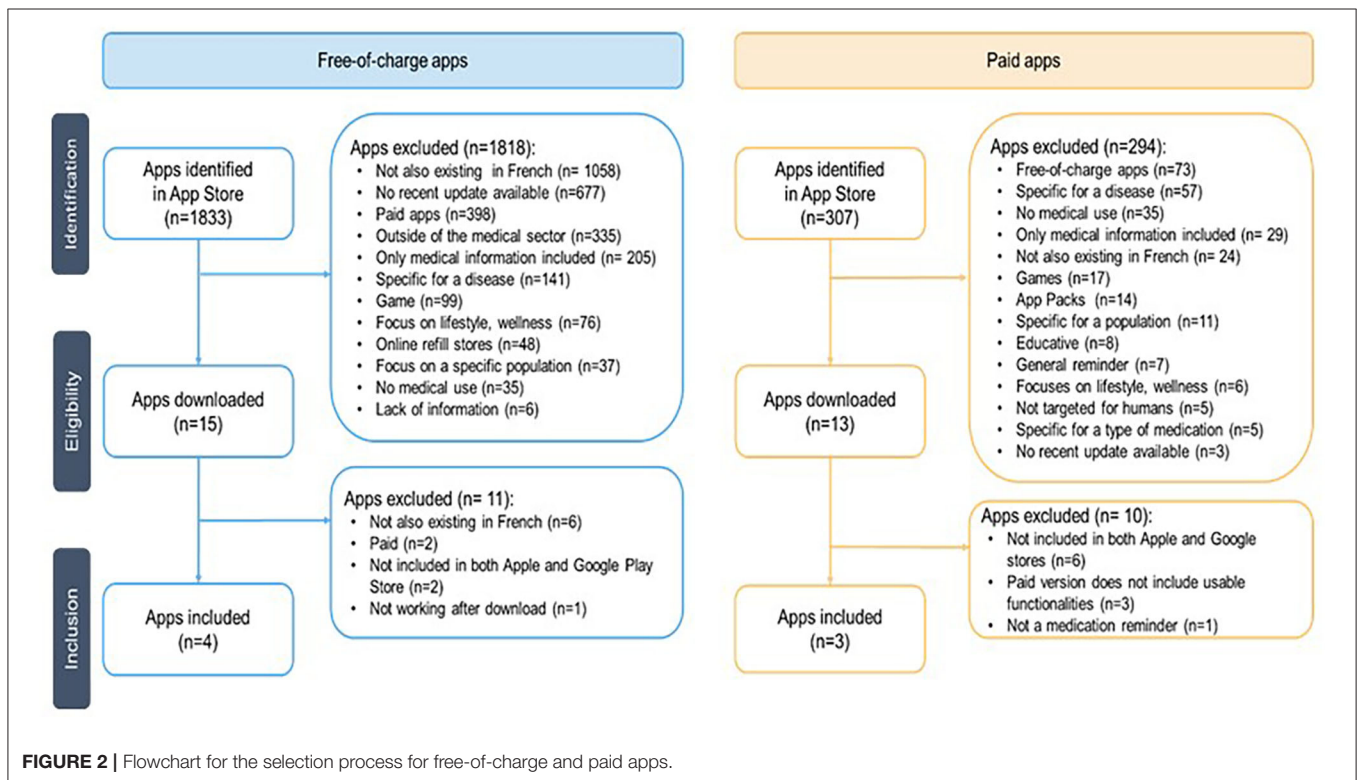 Free-of-charge apps
Identification
Apps identified
in App Store
(n=1833)
Apps excluded (n=1818):
• Not also existing in French (n= 1058)
• No recent update available (n=677)
• Paid apps (n=398)
• Outside of the medical sector (n=335)
• Only medical information included (n= 205)
• Specific for a disease (n=141)
• Game (n=99)
• Focus on lifestyle, wellness (n=76)
• Online refill stores (n=48)
• Focus on a specific population (n=37)
• No medical use (n=35)
• Lack of information (n=6)
Eligibility
Apps downloaded
(n=15)
Apps excluded (n= 11):
• Not also existing in French (n=6)
• Paid (n=2)
• Not included in both Apple and Google Play
Store (n=2)
• Not working after download (n=1)
Inclusion
Apps included
(n=4)
Paid apps
Apps identified
in App Store
(n=307)
Apps excluded (n=294):
• Free-of-charge apps (n=73)
• Specific for a disease (n=57)
• No medical use (n=35)
• Only medical information included (n= 29)
• Not also existing in French (n= 24)
• Games (n=17)
• App Packs (n=14)
• Specific for a population (n=11)
• Educative (n=8)
• General reminder (n=7)
• Focuses on lifestyle, wellness (n=6)
• Not targeted for humans (n=5)
• Specific for a type of medication (n=5)
• No recent update available (n=3)
Apps downloaded
(n=13)
Apps excluded (n= 10):
• Not included in both Apple and Google
stores (n=6)
• Paid version does not include usable
functionalities (n=3)
• Not a medication reminder (n=1)
Apps included
(n=3)
FIGURE 2 | Flowchart for the selection process for free-of-charge and paid apps.